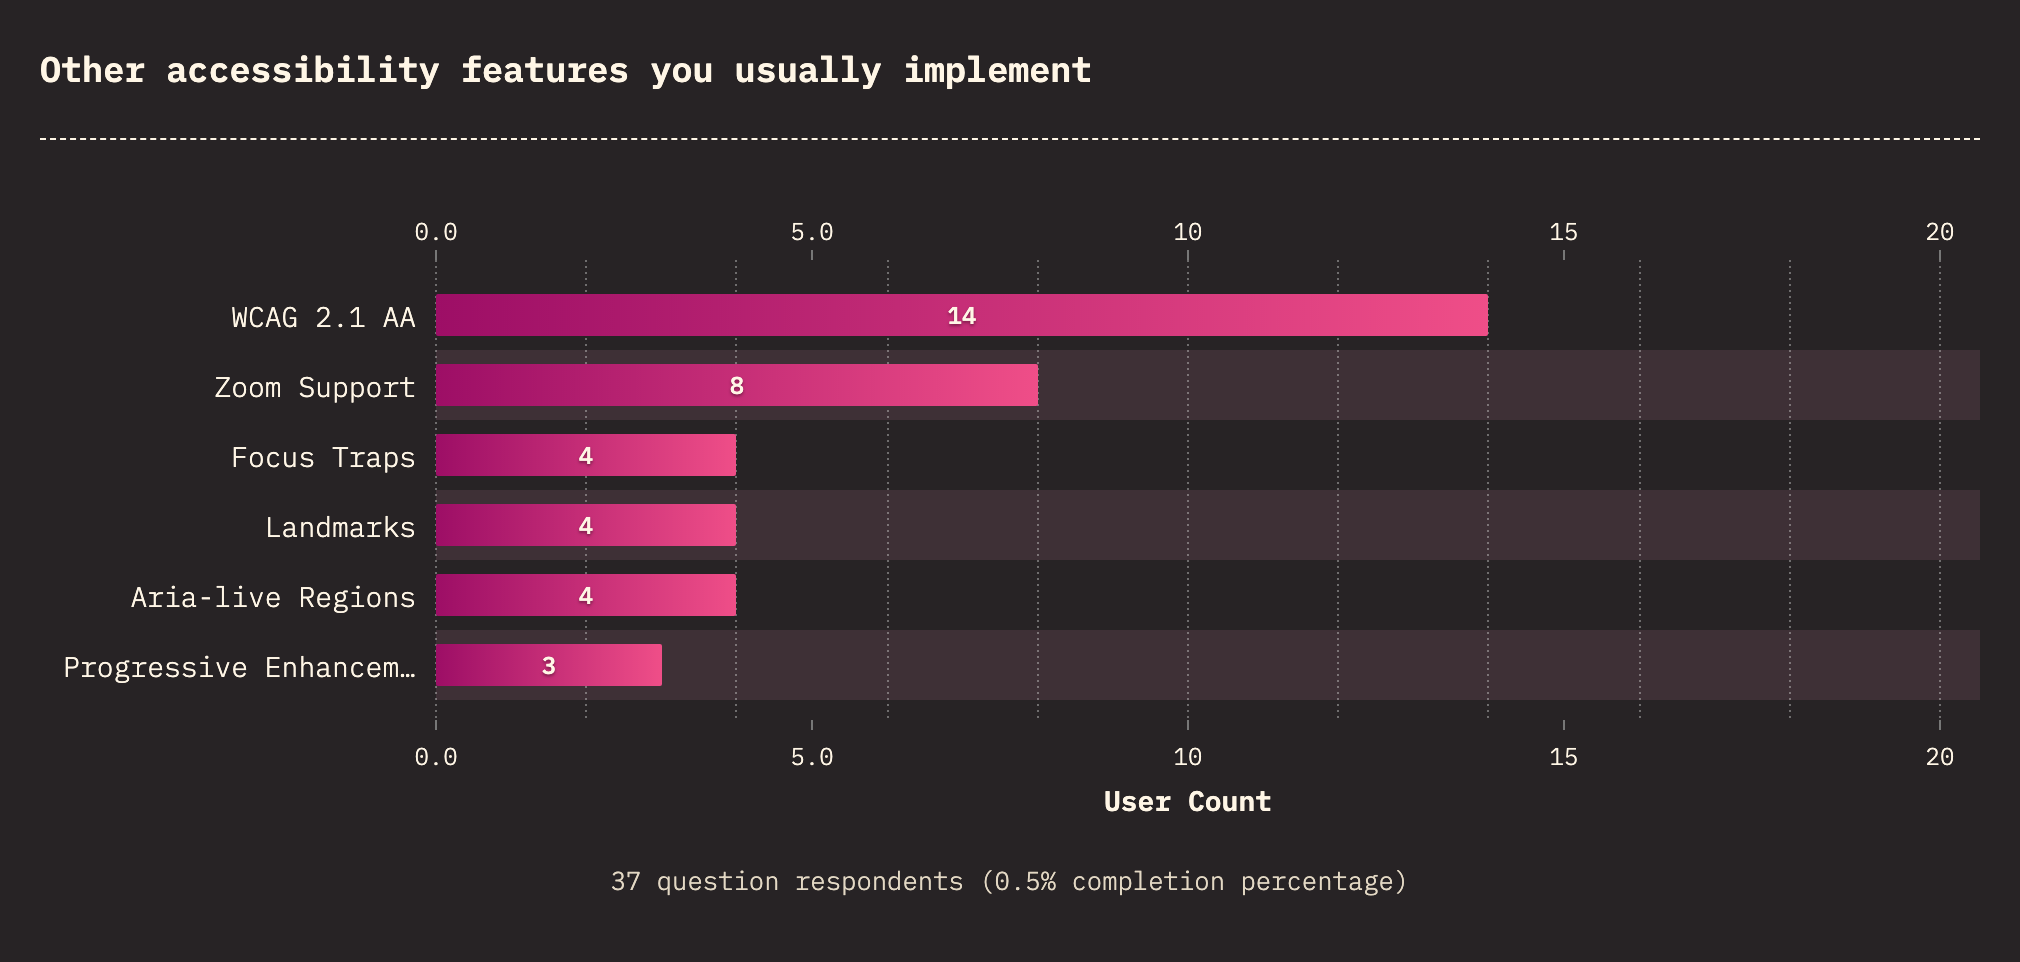 Other accessibility features you usually implement
0.0 5.0 10 15 20
WCAG 2.1 AA 14
Zoom Support 8
Focus Traps 4
Landmarks 4
Aria-live Regions 4
Progressive Enhancem… 3
0.0 5.0 10 15 20
User Count
37 question respondents (0.5% completion percentage)